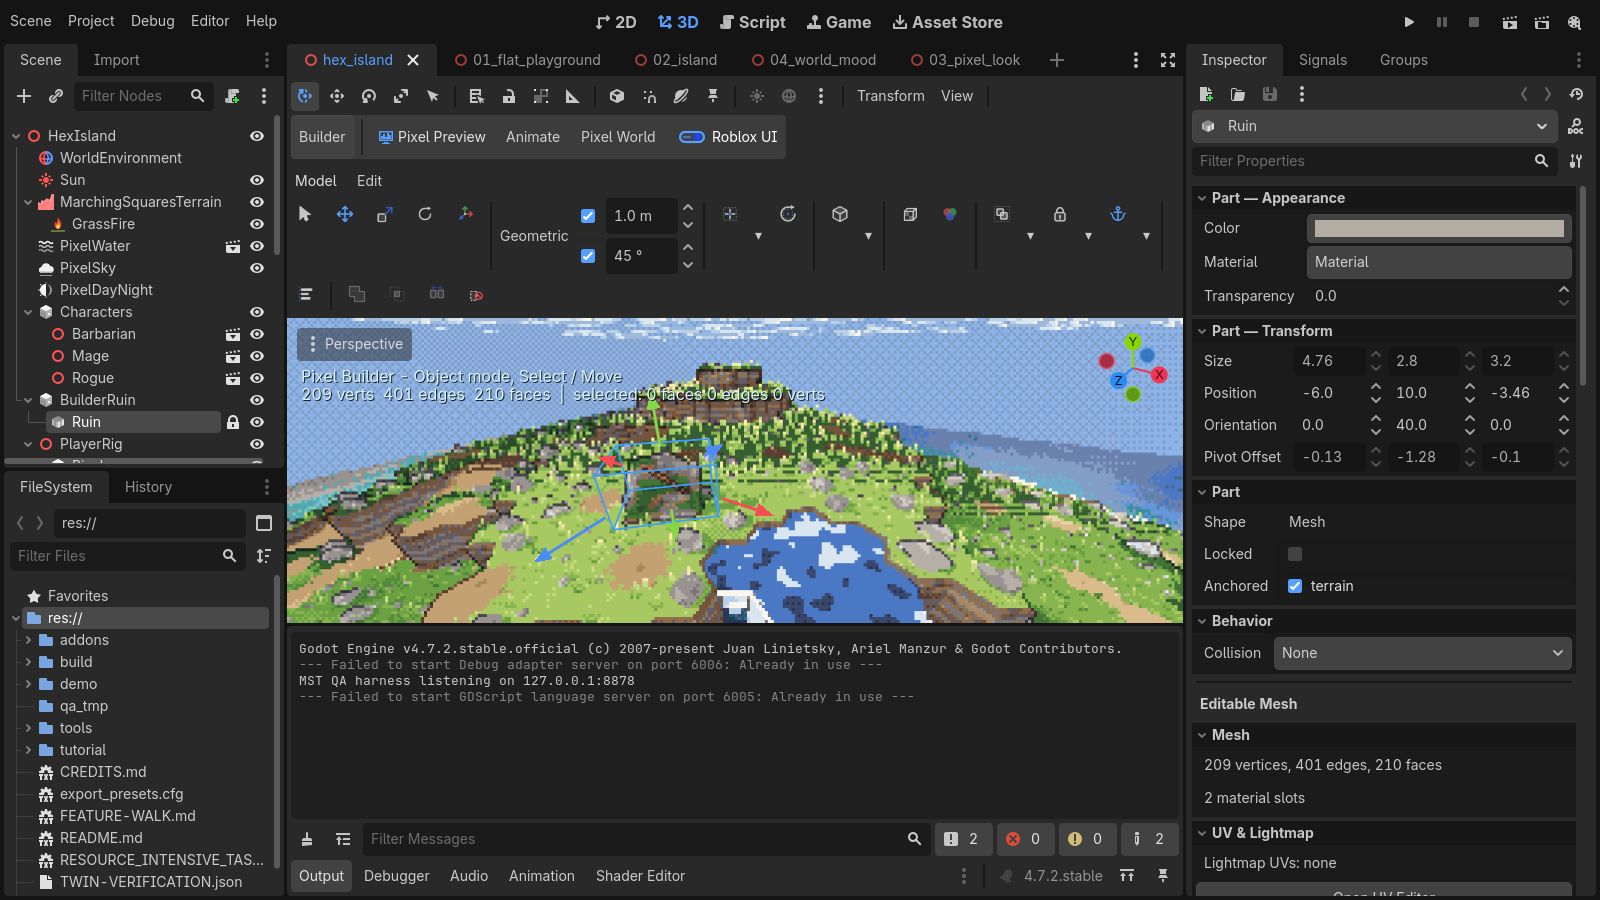 Scene Project Debug Editor Help
2D 3D Script Game Asset Store
Scene Import
Filter Nodes
HexIsland
WorldEnvironment
Sun
MarchingSquaresTerrain
GrassFire
PixelWater
PixelSky
PixelDayNight
Characters
Barbarian
Mage
Rogue
BuilderRuin
Ruin
PlayerRig
FileSystem History
res://
Filter Files
Favorites
res://
addons
build
demo
qa_tmp
tools
tutorial
CREDITS.md
export_presets.cfg
FEATURE-WALK.md
README.md
RESOURCE_INTENSIVE_TAS...
TWIN-VERIFICATION.json
hex_island 01_flat_playground 02_island 04_world_mood 03_pixel_look
Transform View
Builder Pixel Preview Animate Pixel World Roblox UI
Model Edit
Geometric
1.0 m
45 °
Perspective
Pixel Builder - Object mode, Select / Move
209 verts 401 edges 210 faces | selected: 0 faces 0 edges 0 verts
Y
X
Z
Godot Engine v4.7.2.stable.official (c) 2007-present Juan Linietsky, Ariel Manzur & Godot Contributors.
--- Failed to start Debug adapter server on port 6006: Already in use ---
MST QA harness listening on 127.0.0.1:8878
--- Failed to start GDScript language server on port 6005: Already in use ---
Filter Messages 2 0 0 2
Output Debugger Audio Animation Shader Editor 4.7.2.stable
Inspector Signals Groups
Ruin
DOC
Filter Properties
Part — Appearance
Color
Material Material
Transparency 0.0
Part — Transform
Size 4.76 2.8 3.2
Position -6.0 10.0 -3.46
Orientation 0.0 40.0 0.0
Pivot Offset -0.13 -1.28 -0.1
Part
Shape Mesh
Locked
Anchored terrain
Behavior
Collision None
Editable Mesh
Mesh
209 vertices, 401 edges, 210 faces
2 material slots
UV & Lightmap
Lightmap UVs: none
Open UV Editor